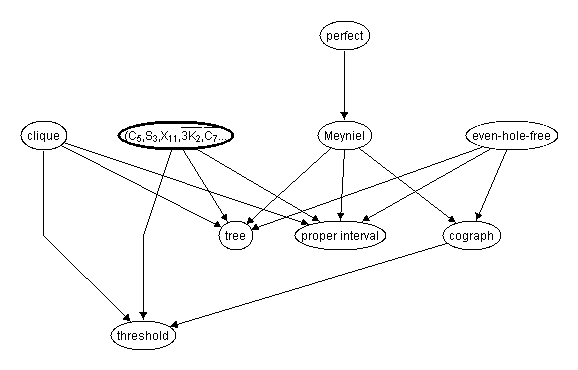 perfect
clique
(C₅,S₃,X₁₁,3K₂,C₇...
Meyniel
even-hole-free
tree
proper interval
cograph
threshold